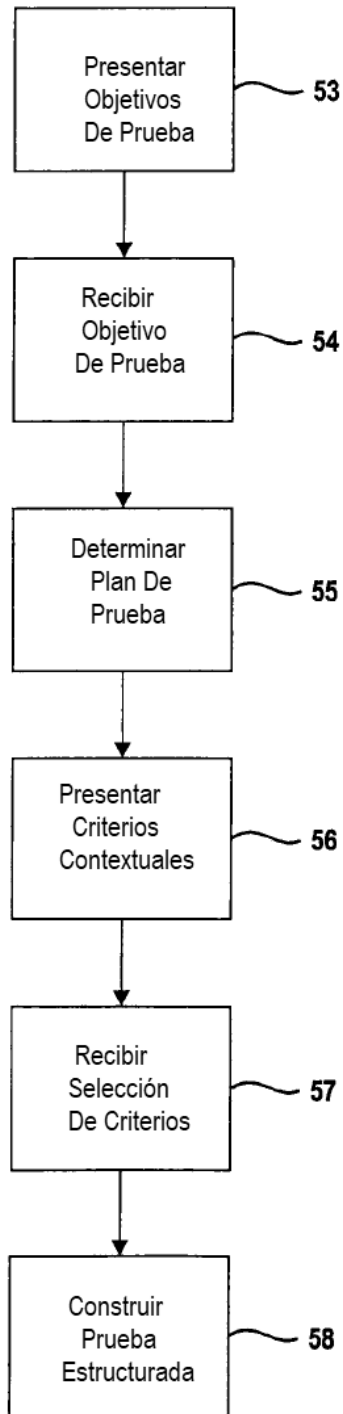 Presentar
Objetivos
De Prueba
53
Recibir
Objetivo
De Prueba
54
Determinar
Plan De
Prueba
55
Presentar
Criterios
Contextuales
56
Recibir
Selección
De Criterios
57
Construir
Prueba
Estructurada
58